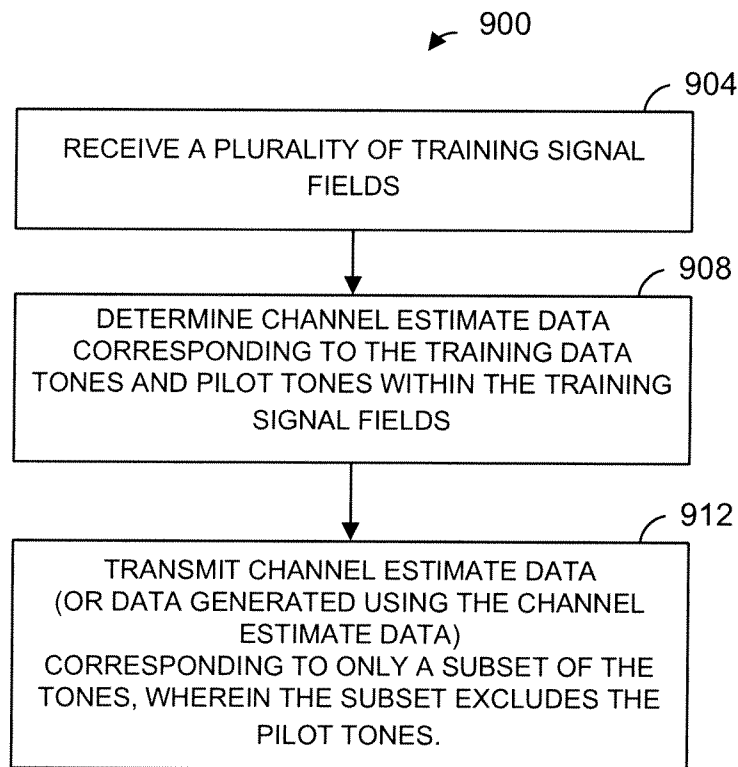 900
904
RECEIVE A PLURALITY OF TRAINING SIGNAL
FIELDS
908
DETERMINE CHANNEL ESTIMATE DATA
CORRESPONDING TO THE TRAINING DATA
TONES AND PILOT TONES WITHIN THE TRAINING
SIGNAL FIELDS
912
TRANSMIT CHANNEL ESTIMATE DATA
(OR DATA GENERATED USING THE CHANNEL
ESTIMATE DATA)
CORRESPONDING TO ONLY A SUBSET OF THE
TONES, WHEREIN THE SUBSET EXCLUDES THE
PILOT TONES.